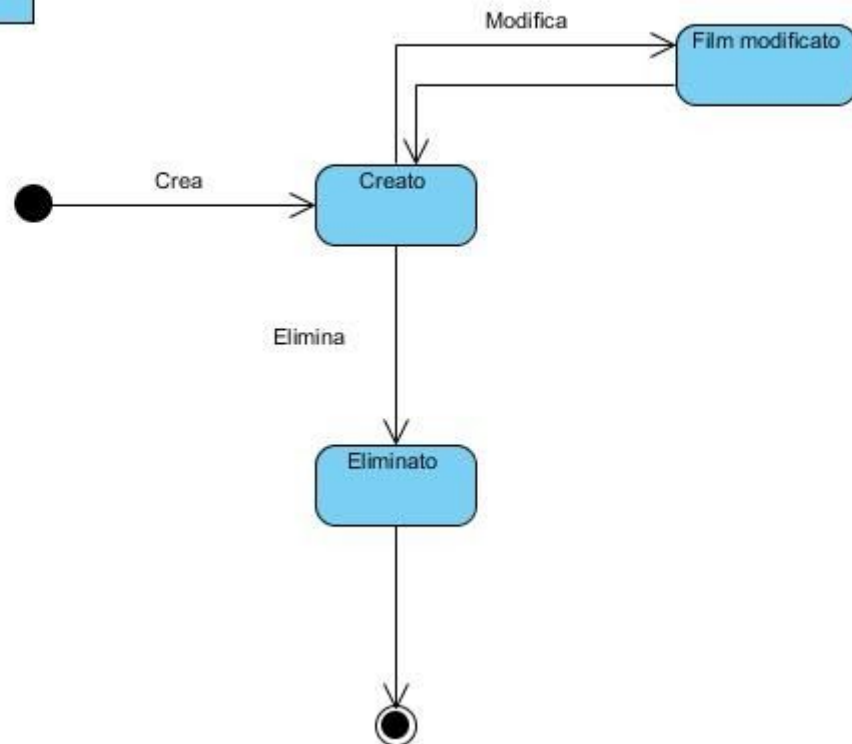 Modifica
Film modificato
Crea
Creato
Elimina
Eliminato